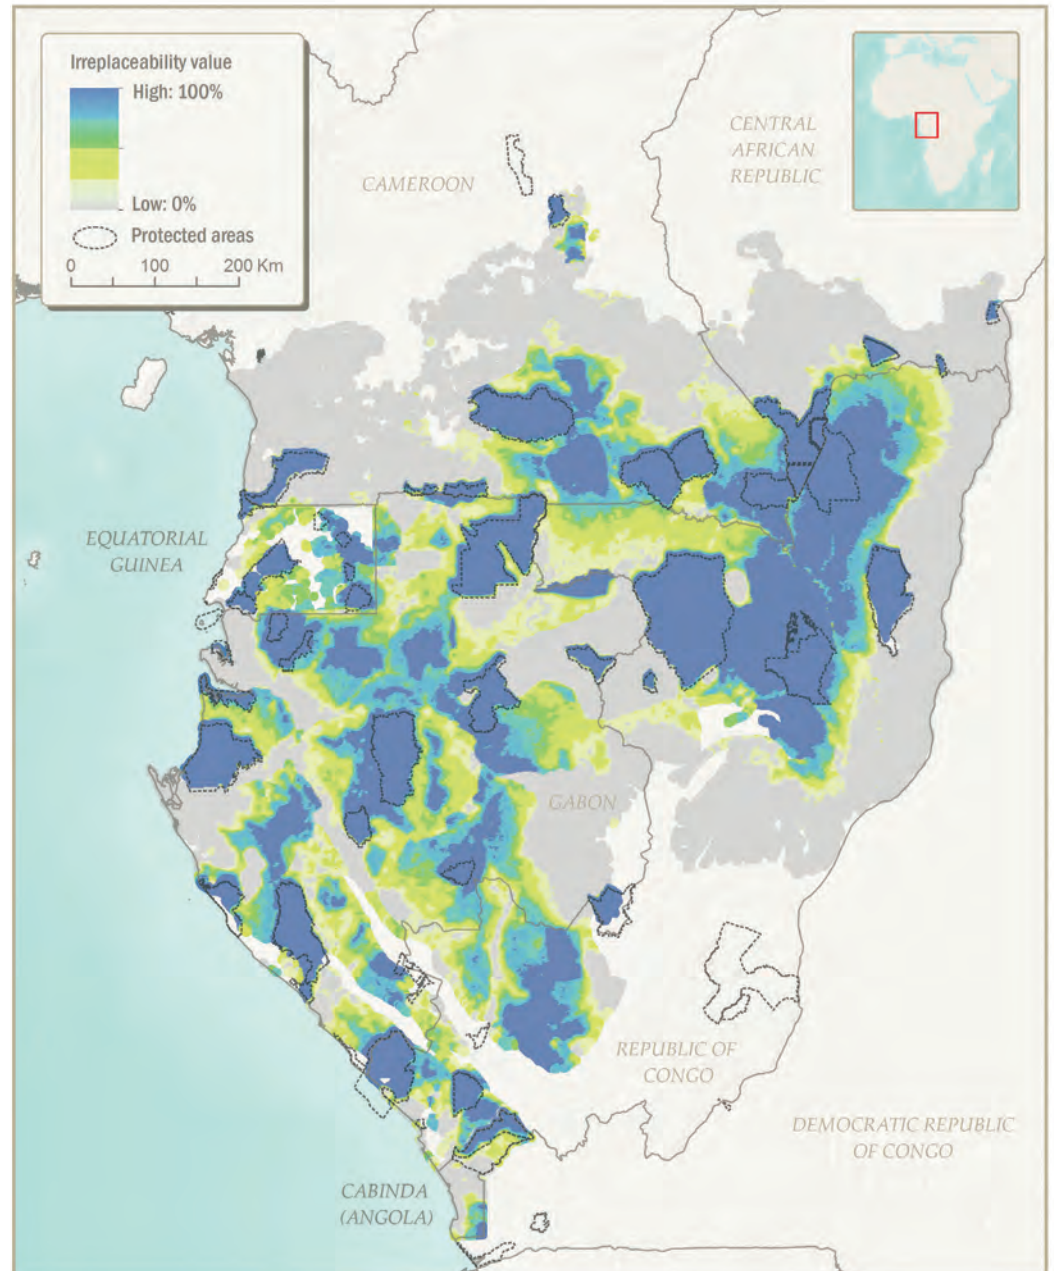 Irreplaceability value
High: 100%
Low: 0%
Protected areas
0 100 200 Km
CENTRAL
AFRICAN
REPUBLIC
CAMEROON
EQUATORIAL
GUINEA
GABON
REPUBLIC OF
CONGO
DEMOCRATIC REPUBLIC
OF CONGO
CABINDA
(ANGOLA)